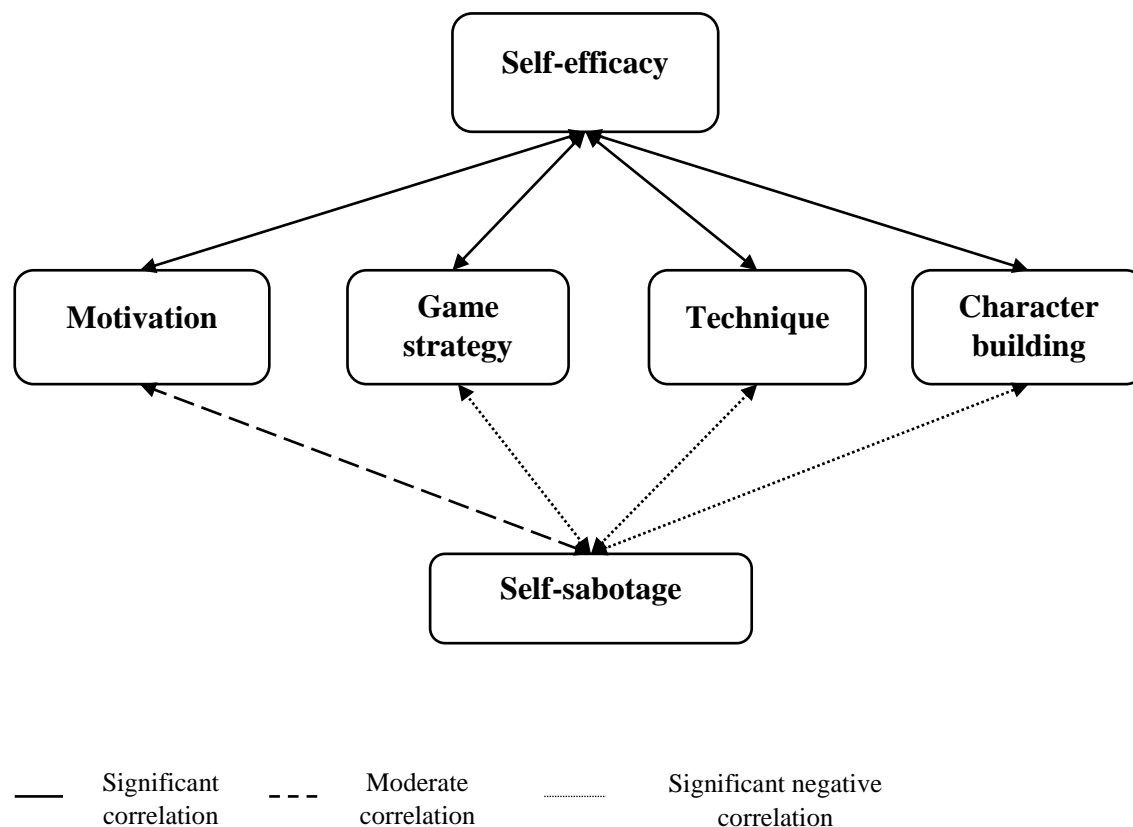 Self-efficacy
Motivation
Game
strategy
Technique
Character
building
Self-sabotage
Significant
correlation
Moderate
correlation
Significant negative
correlation